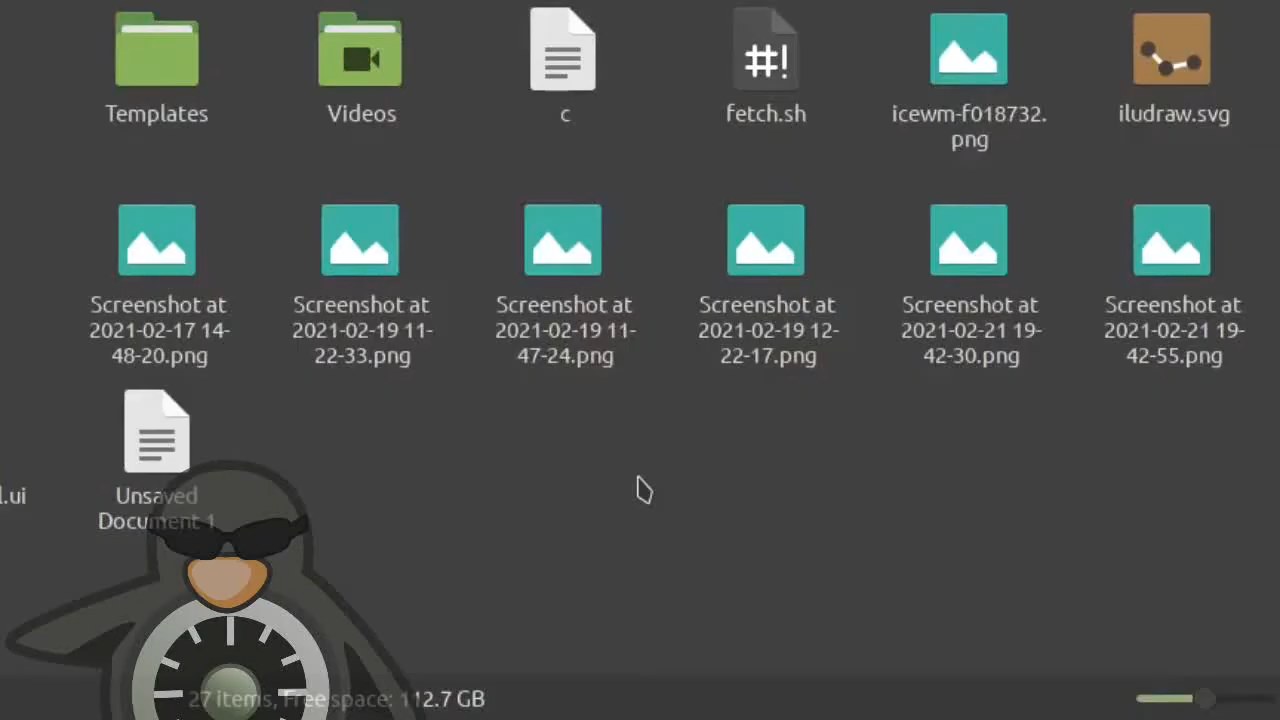 Templates
Videos
c
fetch.sh
icewm-f018732.
png
iludraw.svg
Screenshot at
2021-02-17 14-
48-20.png
Screenshot at
2021-02-19 11-
22-33.png
Screenshot at
2021-02-19 11-
47-24.png
Screenshot at
2021-02-19 12-
22-17.png
Screenshot at
2021-02-21 19-
42-30.png
Screenshot at
2021-02-21 19-
42-55.png
l.ui
Unsaved
Document 1
27 items, Free space: 112.7 GB